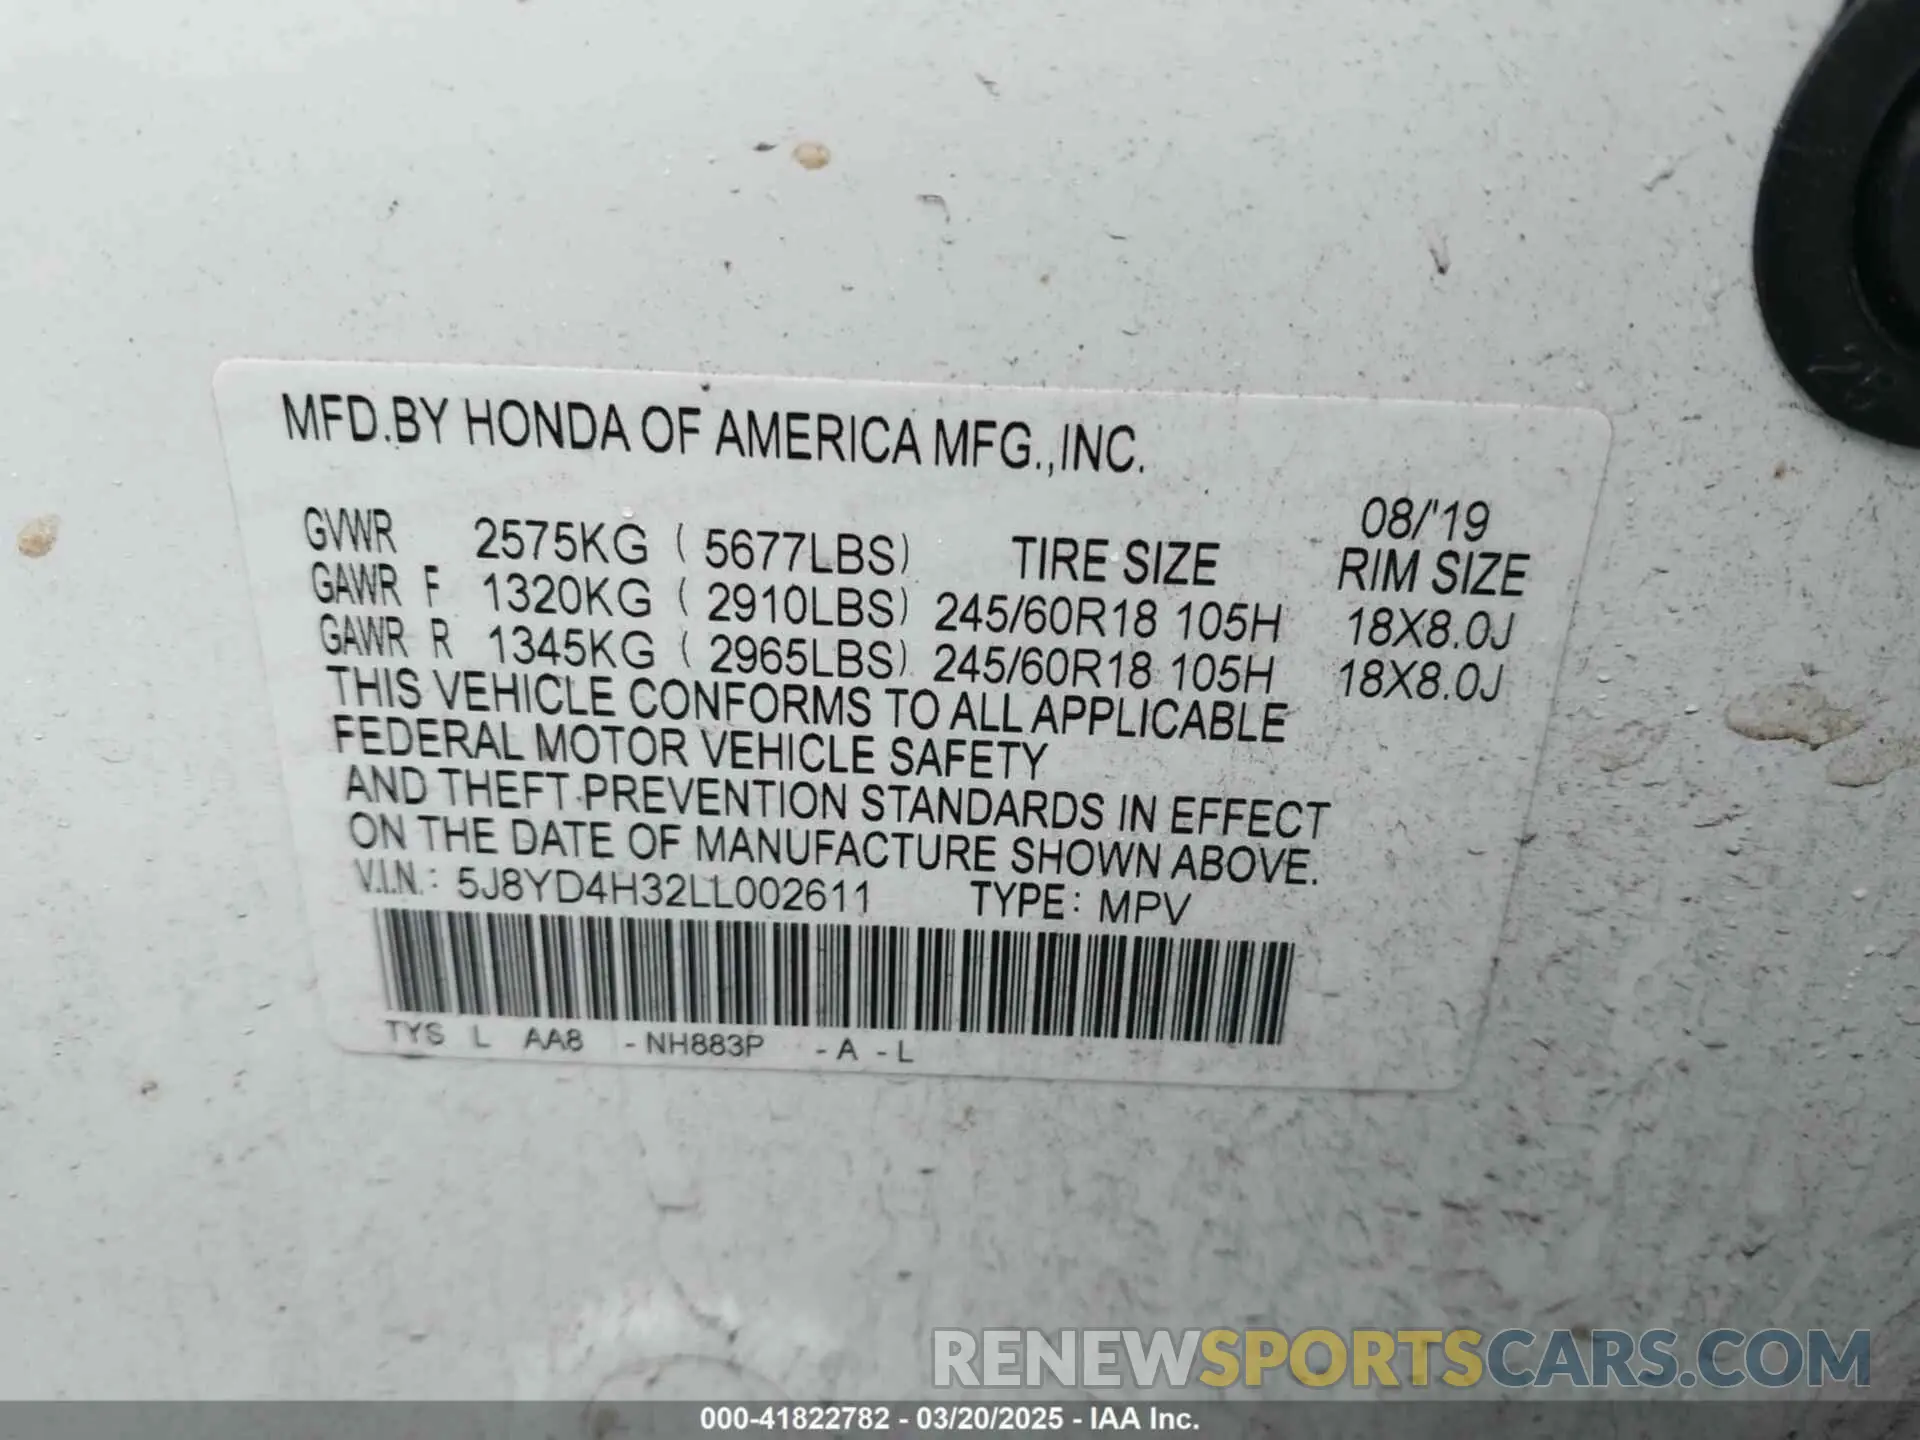 MFD.BY HONDA OF AMERICA MFG.,INC.
08/'19
GVWR 2575KG ( 5677LBS) TIRE SIZE RIM SIZE
GAWR F 1320KG ( 2910LBS) 245/60R18 105H 18X8.0J
GAWR R 1345KG ( 2965LBS) 245/60R18 105H 18X8.0J
THIS VEHICLE CONFORMS TO ALL APPLICABLE
FEDERAL MOTOR VEHICLE SAFETY
AND THEFT PREVENTION STANDARDS IN EFFECT
ON THE DATE OF MANUFACTURE SHOWN ABOVE.
V.I.N.: 5J8YD4H32LL002611 TYPE: MPV
TYS L AA8 - NH883P - A - L
RENEWSPORTSCARS.COM
000-41822782 - 03/20/2025 - IAA Inc.